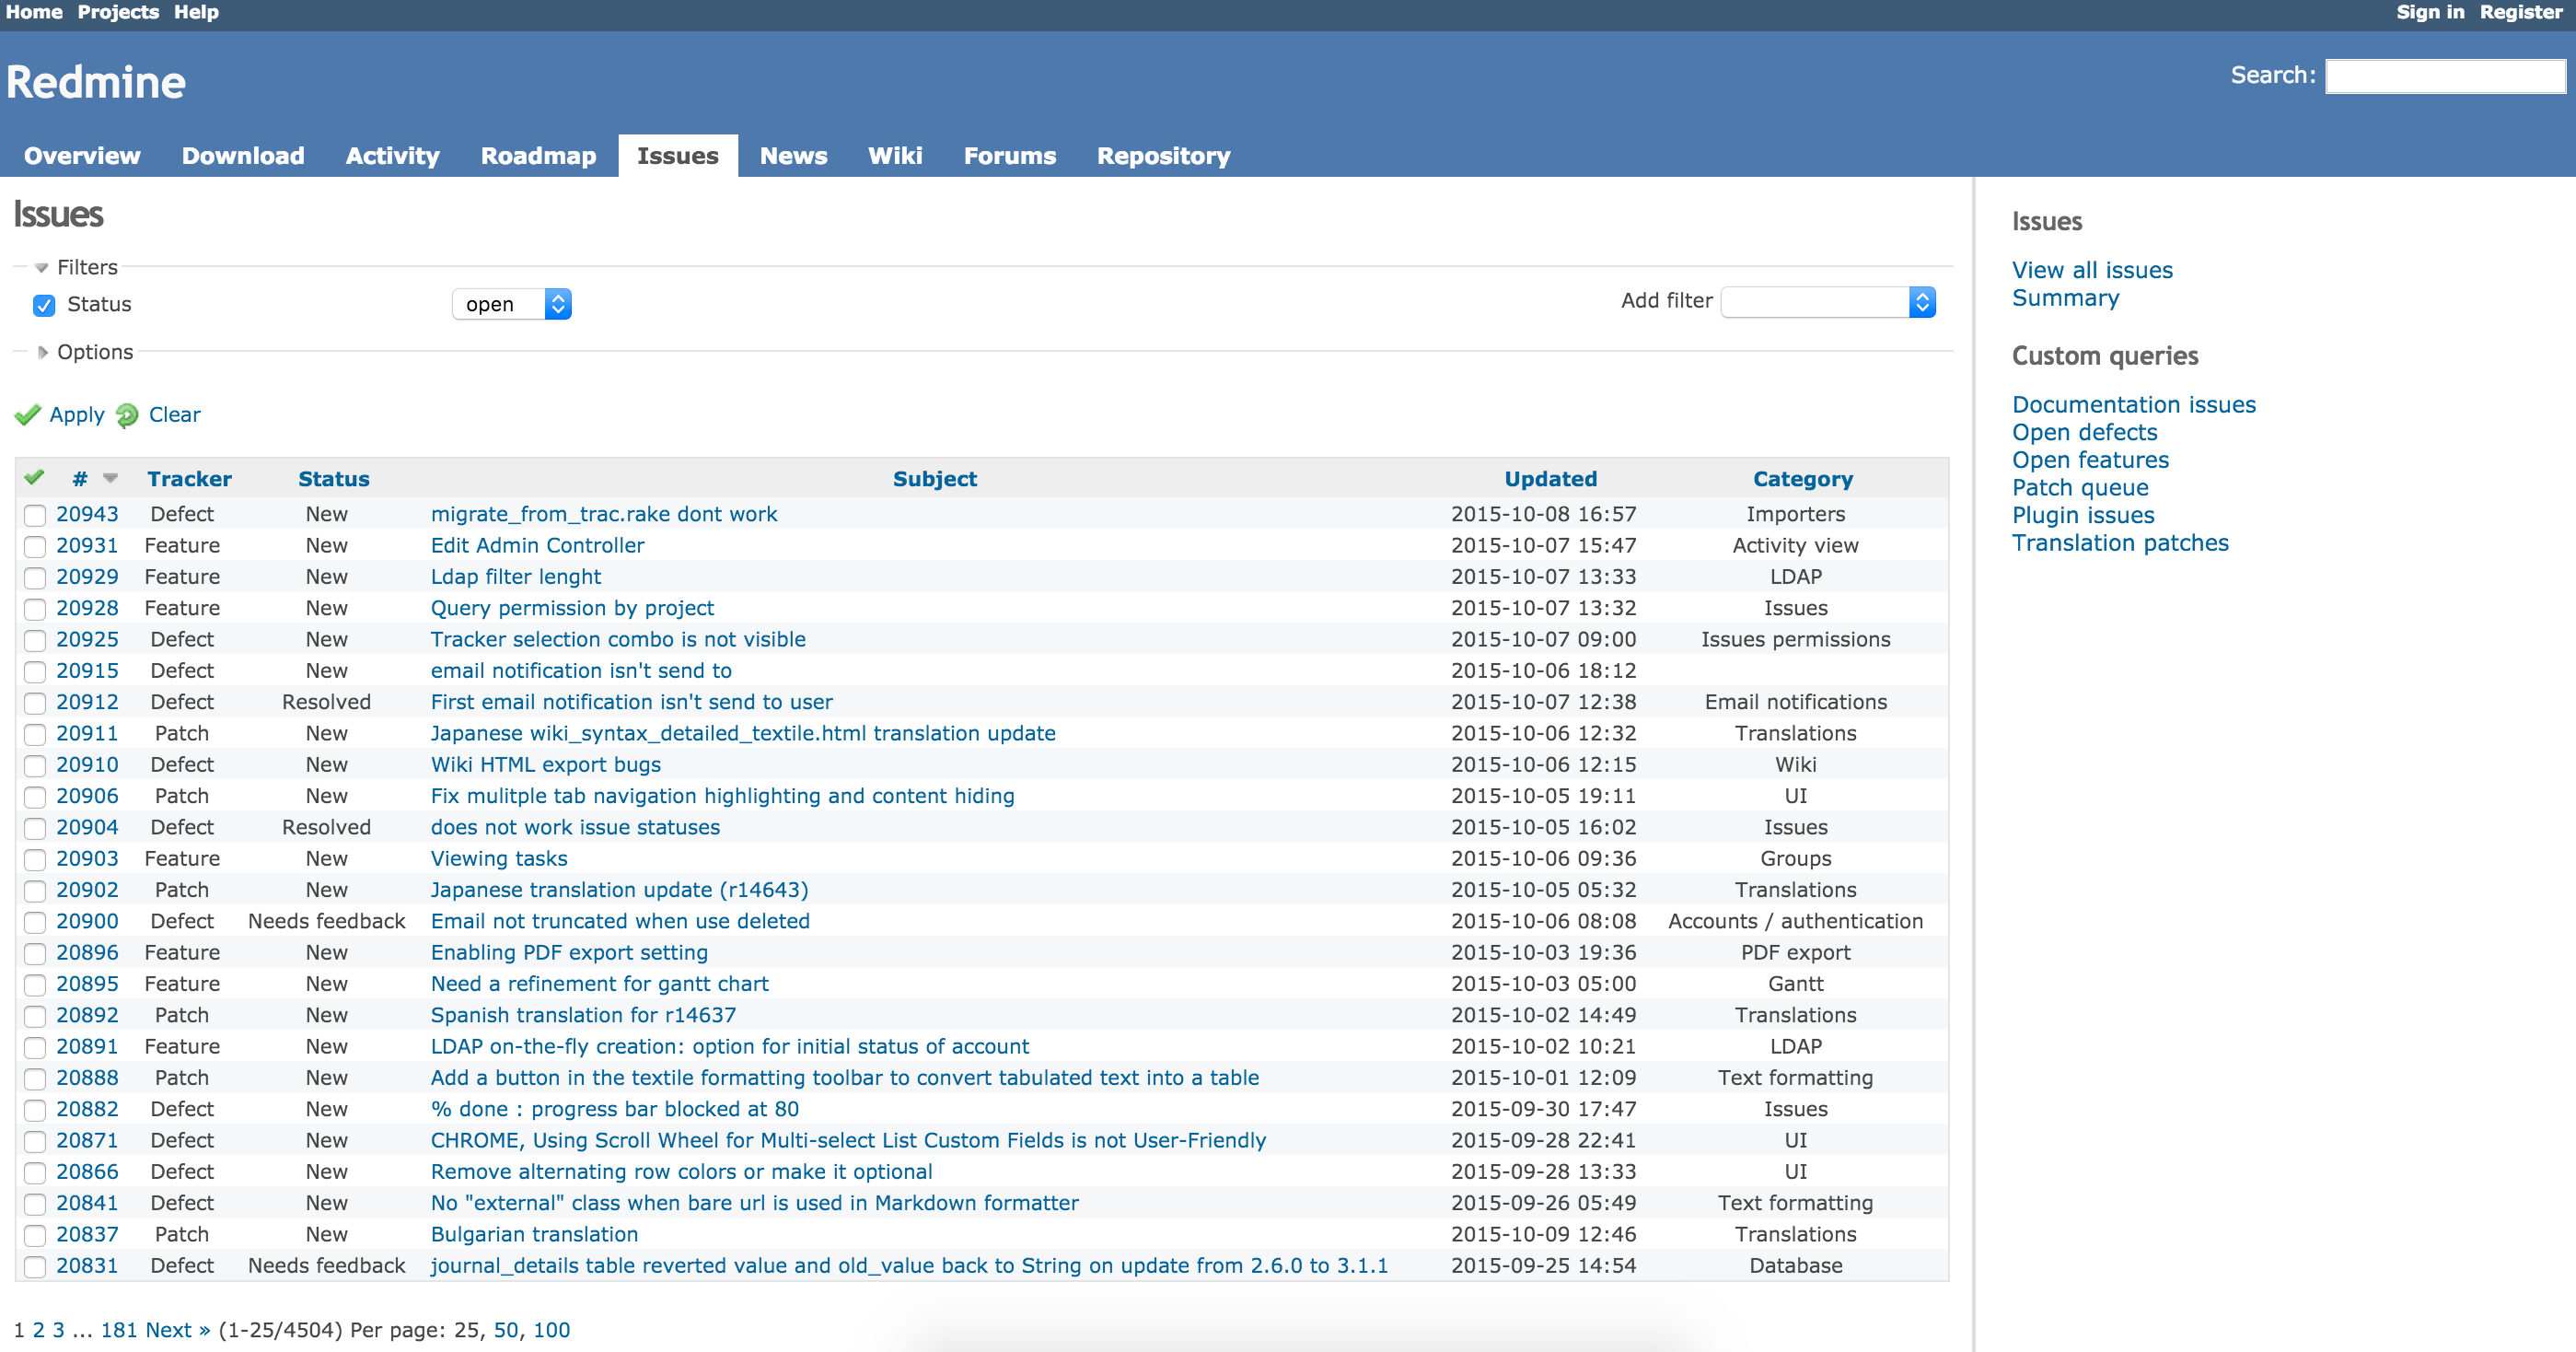 Home Projects Help Sign in Register
Redmine Search:
Overview Download Activity Roadmap Issues News Wiki Forums Repository
Issues
Filters
Status open Add filter
Options
Apply Clear
# Tracker Status Subject Updated Category
20943 Defect New migrate_from_trac.rake dont work 2015-10-08 16:57 Importers
20931 Feature New Edit Admin Controller 2015-10-07 15:47 Activity view
20929 Feature New Ldap filter lenght 2015-10-07 13:33 LDAP
20928 Feature New Query permission by project 2015-10-07 13:32 Issues
20925 Defect New Tracker selection combo is not visible 2015-10-07 09:00 Issues permissions
20915 Defect New email notification isn't send to 2015-10-06 18:12
20912 Defect Resolved First email notification isn't send to user 2015-10-07 12:38 Email notifications
20911 Patch New Japanese wiki_syntax_detailed_textile.html translation update 2015-10-06 12:32 Translations
20910 Defect New Wiki HTML export bugs 2015-10-06 12:15 Wiki
20906 Patch New Fix mulitple tab navigation highlighting and content hiding 2015-10-05 19:11 UI
20904 Defect Resolved does not work issue statuses 2015-10-05 16:02 Issues
20903 Feature New Viewing tasks 2015-10-06 09:36 Groups
20902 Patch New Japanese translation update (r14643) 2015-10-05 05:32 Translations
20900 Defect Needs feedback Email not truncated when use deleted 2015-10-06 08:08 Accounts / authentication
20896 Feature New Enabling PDF export setting 2015-10-03 19:36 PDF export
20895 Feature New Need a refinement for gantt chart 2015-10-03 05:00 Gantt
20892 Patch New Spanish translation for r14637 2015-10-02 14:49 Translations
20891 Feature New LDAP on-the-fly creation: option for initial status of account 2015-10-02 10:21 LDAP
20888 Patch New Add a button in the textile formatting toolbar to convert tabulated text into a table 2015-10-01 12:09 Text formatting
20882 Defect New % done : progress bar blocked at 80 2015-09-30 17:47 Issues
20871 Defect New CHROME, Using Scroll Wheel for Multi-select List Custom Fields is not User-Friendly 2015-09-28 22:41 UI
20866 Defect New Remove alternating row colors or make it optional 2015-09-28 13:33 UI
20841 Defect New No "external" class when bare url is used in Markdown formatter 2015-09-26 05:49 Text formatting
20837 Patch New Bulgarian translation 2015-10-09 12:46 Translations
20831 Defect Needs feedback journal_details table reverted value and old_value back to String on update from 2.6.0 to 3.1.1 2015-09-25 14:54 Database
1 2 3 ... 181 Next » (1-25/4504) Per page: 25, 50, 100
Issues
View all issues
Summary
Custom queries
Documentation issues
Open defects
Open features
Patch queue
Plugin issues
Translation patches